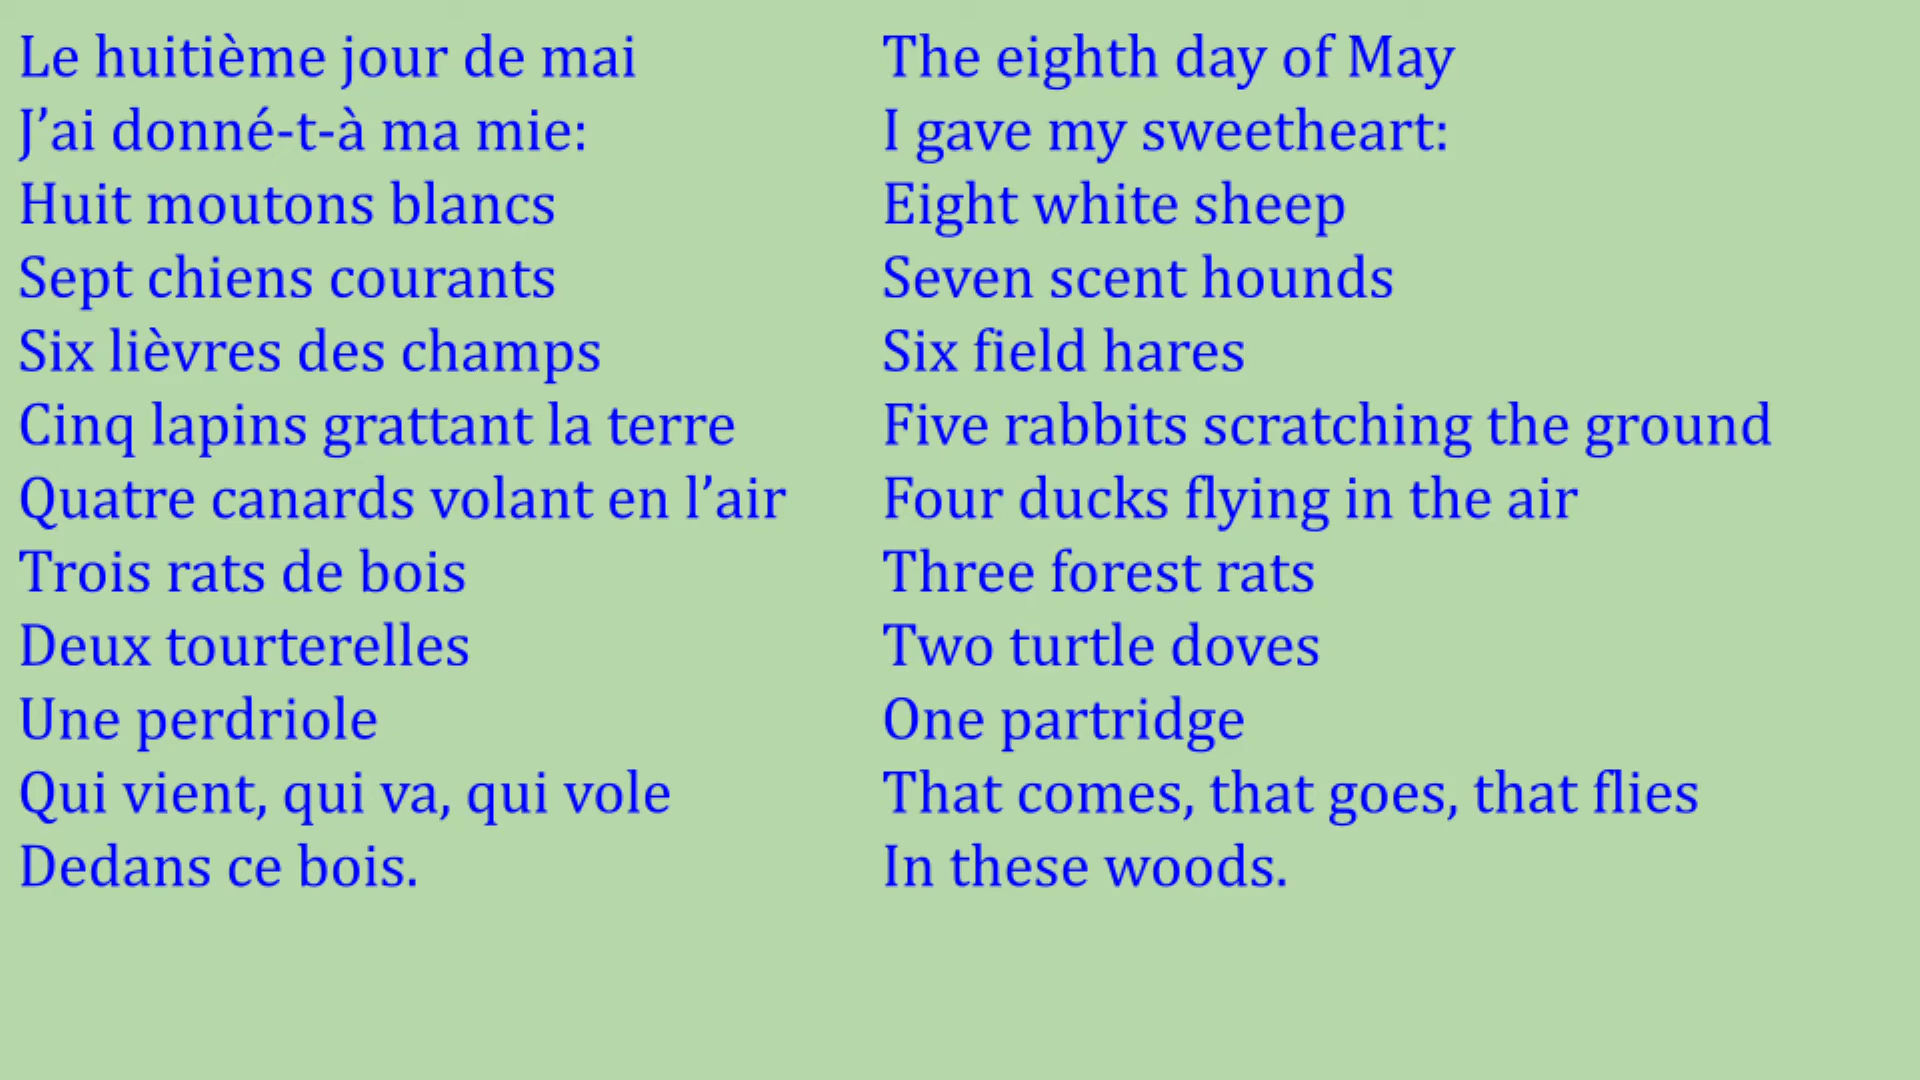 Le huitième jour de mai
J’ai donné-t-à ma mie:
Huit moutons blancs
Sept chiens courants
Six lièvres des champs
Cinq lapins grattant la terre
Quatre canards volant en l’air
Trois rats de bois
Deux tourterelles
Une perdriole
Qui vient, qui va, qui vole
Dedans ce bois.
The eighth day of May
I gave my sweetheart:
Eight white sheep
Seven scent hounds
Six field hares
Five rabbits scratching the ground
Four ducks flying in the air
Three forest rats
Two turtle doves
One partridge
That comes, that goes, that flies
In these woods.